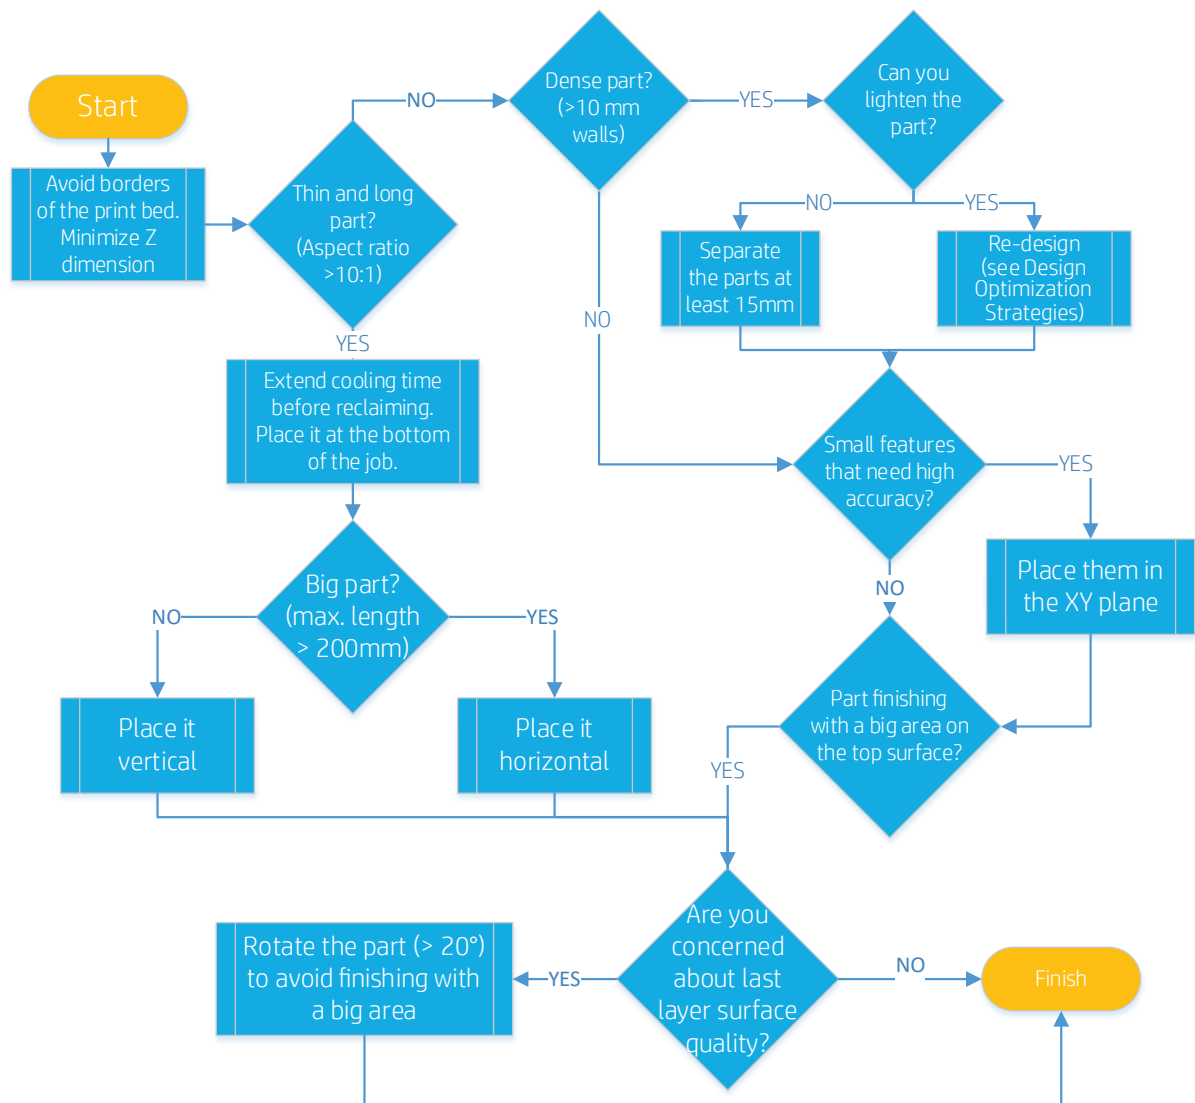 Start
Avoid borders
of the print bed.
Minimize Z
dimension
Thin and long
part?
(Aspect ratio
>10:1)
NO
Dense part?
(>10 mm
walls)
YES
Can you
lighten the
part?
NO
YES
Separate
the parts at
least 15mm
Re-design
(see Design
Optimization
Strategies)
NO
YES
Extend cooling time
before reclaiming.
Place it at the bottom
of the job.
Small features
that need high
accuracy?
YES
Place them in
the XY plane
NO
Big part?
(max. length
> 200mm)
NO
YES
Place it
vertical
Place it
horizontal
Part finishing
with a big area on
the top surface?
YES
Are you
concerned
about last
layer surface
quality?
YES
Rotate the part (> 20°)
to avoid finishing with
a big area
NO
Finish